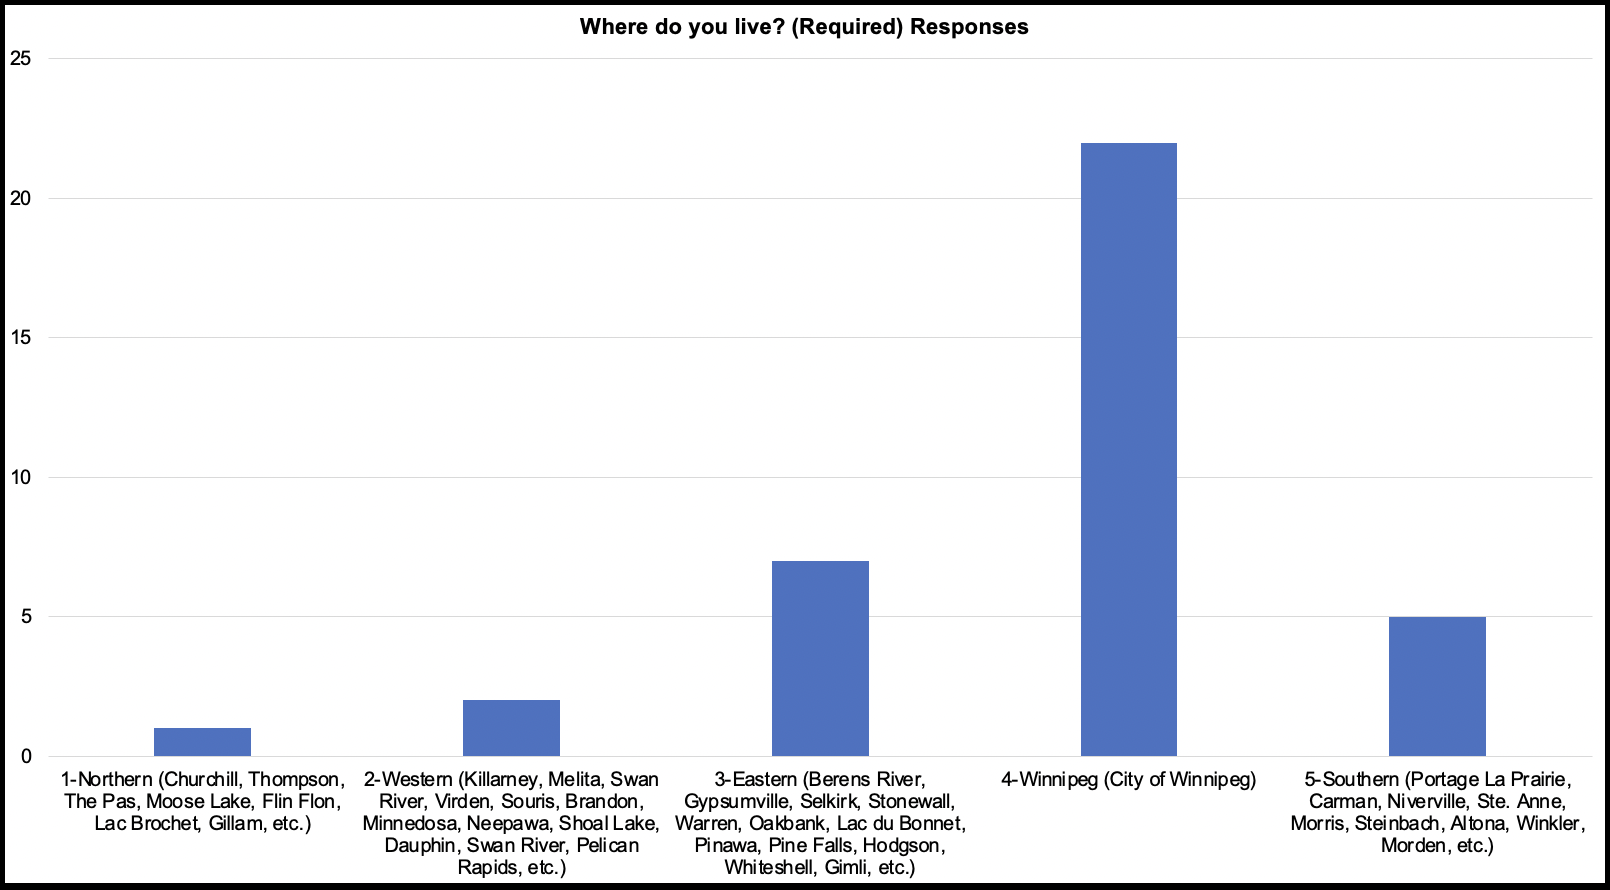 Where do you live? (Required) Responses
25
20
15
10
5
0
1-Northern (Churchill, Thompson,
The Pas, Moose Lake, Flin Flon,
Lac Brochet, Gillam, etc.)
2-Western (Killarney, Melita, Swan
River, Virden, Souris, Brandon,
Minnedosa, Neepawa, Shoal Lake,
Dauphin, Swan River, Pelican
Rapids, etc.)
3-Eastern (Berens River,
Gypsumville, Selkirk, Stonewall,
Warren, Oakbank, Lac du Bonnet,
Pinawa, Pine Falls, Hodgson,
Whiteshell, Gimli, etc.)
4-Winnipeg (City of Winnipeg)
5-Southern (Portage La Prairie,
Carman, Niverville, Ste. Anne,
Morris, Steinbach, Altona, Winkler,
Morden, etc.)